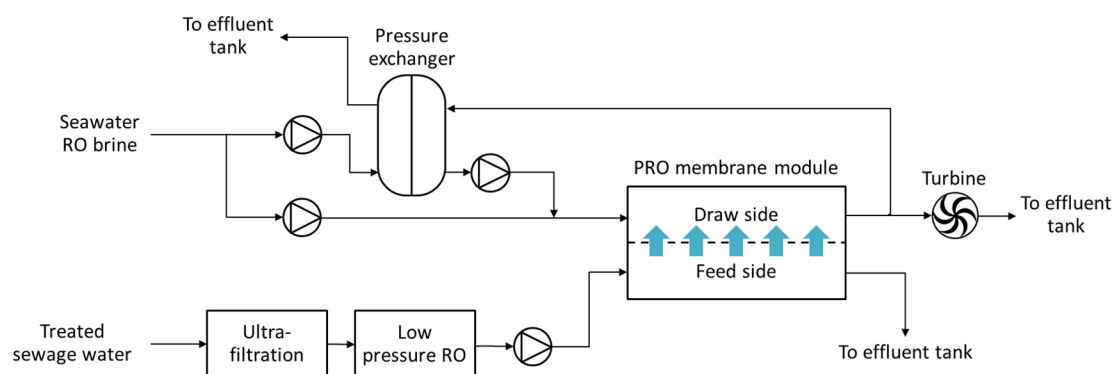 To effluent
tank
Pressure
exchanger
Seawater
RO brine
PRO membrane module
Draw side
Feed side
Turbine
To effluent
tank
Treated
sewage water
Ultra-
filtration
Low
pressure RO
To effluent tank